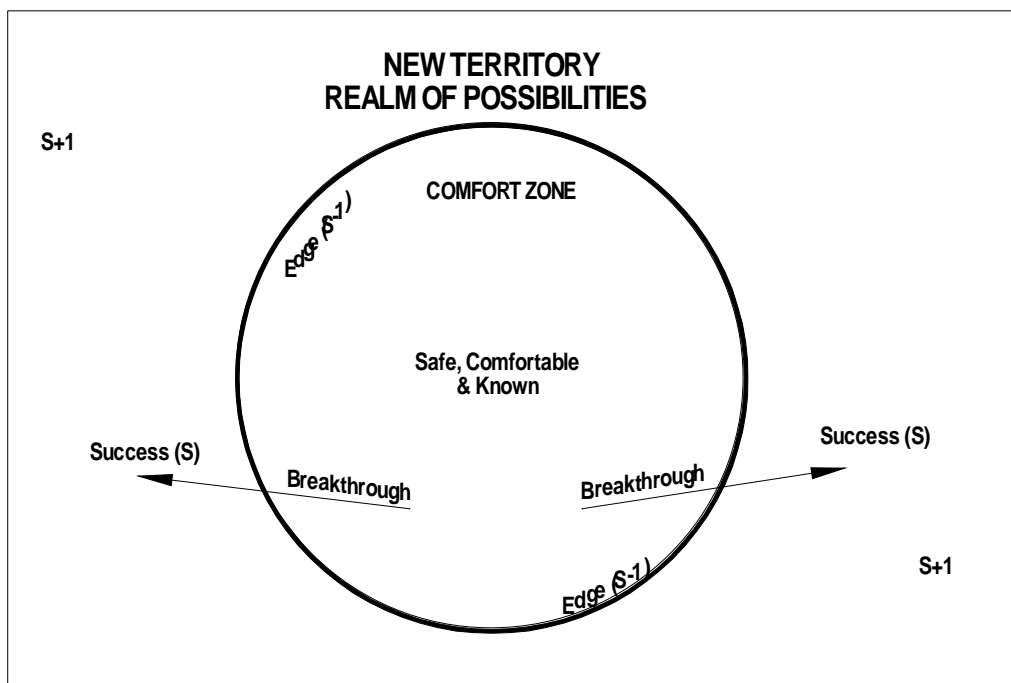 NEW TERRITORY
REALM OF POSSIBILITIES
S+1
COMFORT ZONE
Edge (S-1)
Safe, Comfortable
& Known
Success (S)
Success (S)
Breakthrough
Breakthrough
S+1
Edge (S-1)